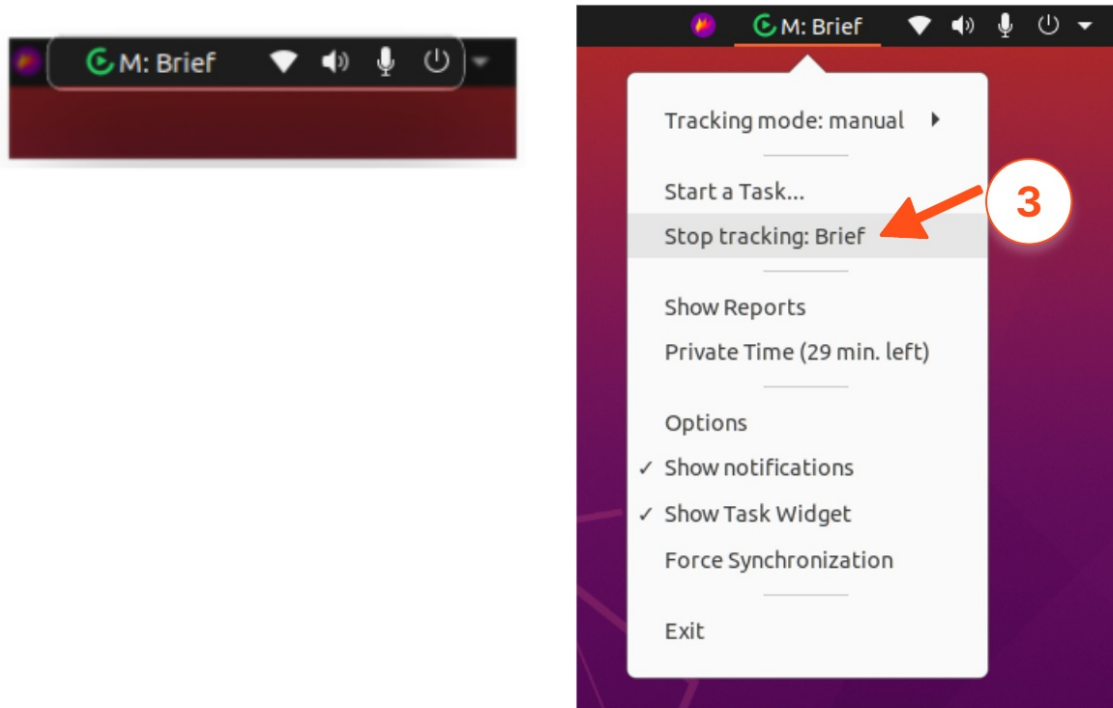 M: Brief
M: Brief
Tracking mode: manual
Start a Task...
Stop tracking: Brief
3
Show Reports
Private Time (29 min. left)
Options
✓ Show notifications
✓ Show Task Widget
Force Synchronization
Exit